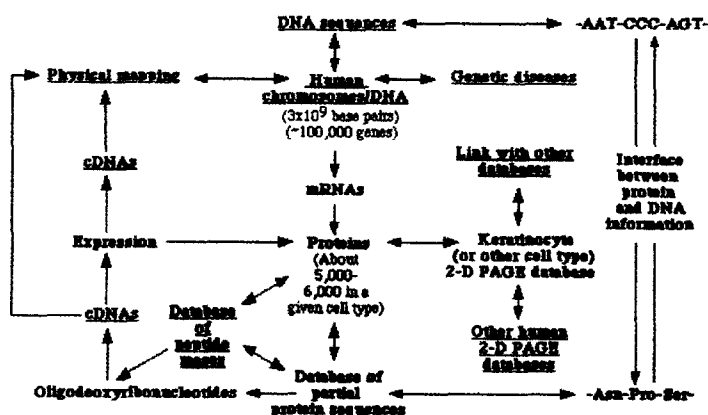 DNA sequences
-AAT-CCC-AGT-
Physical mapping
Human
chromosomes/DNA
(3x10⁹ base pairs)
(~100,000 genes)
Genetic diseases
cDNAs
mRNAs
Link with other
databases
Interface
between
protein
and DNA
information
Expression
Proteins
(About
5,000-
6,000 in a
given cell type)
Keratinocyte
(or other cell type)
2-D PAGE database
cDNAs
Database
of
peptide
masses
Other human
2-D PAGE
databases
Oligodeoxyribonucleotides
Database of
partial
protein sequences
-Asn-Pro-Ser-